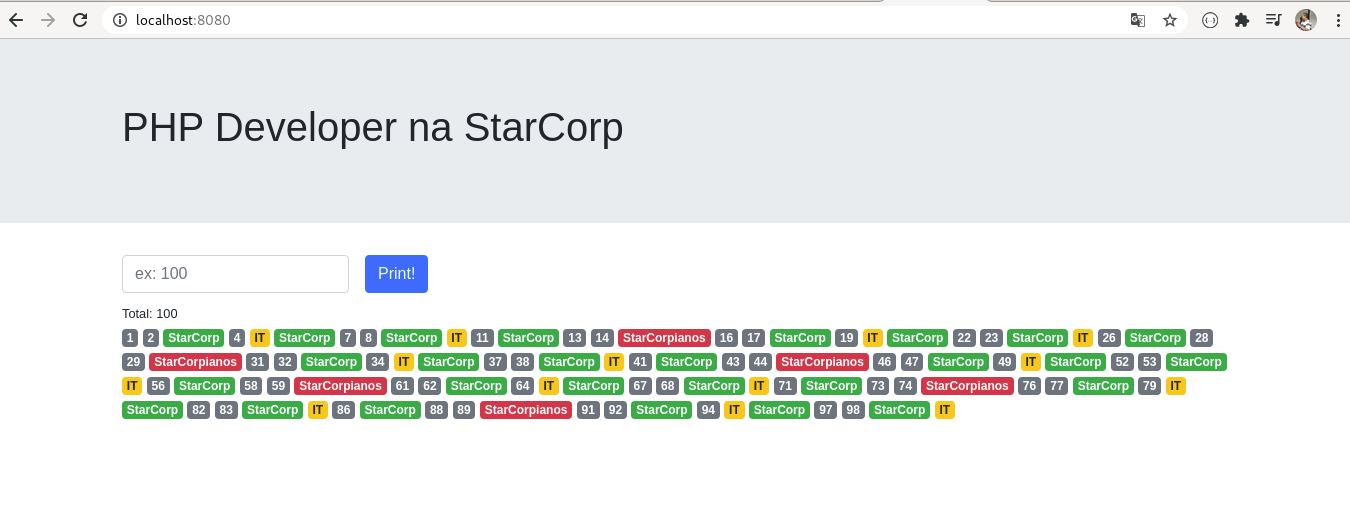 localhost:8080
PHP Developer na StarCorp
ex: 100 Print!
Total: 100
1 2 StarCorp 4 IT StarCorp 7 8 StarCorp IT 11 StarCorp 13 14 StarCorpianos 16 17 StarCorp 19 IT StarCorp 22 23 StarCorp IT 26 StarCorp 28
29 StarCorpianos 31 32 StarCorp 34 IT StarCorp 37 38 StarCorp IT 41 StarCorp 43 44 StarCorpianos 46 47 StarCorp 49 IT StarCorp 52 53 StarCorp
IT 56 StarCorp 58 59 StarCorpianos 61 62 StarCorp 64 IT StarCorp 67 68 StarCorp IT 71 StarCorp 73 74 StarCorpianos 76 77 StarCorp 79 IT
StarCorp 82 83 StarCorp IT 86 StarCorp 88 89 StarCorpianos 91 92 StarCorp 94 IT StarCorp 97 98 StarCorp IT